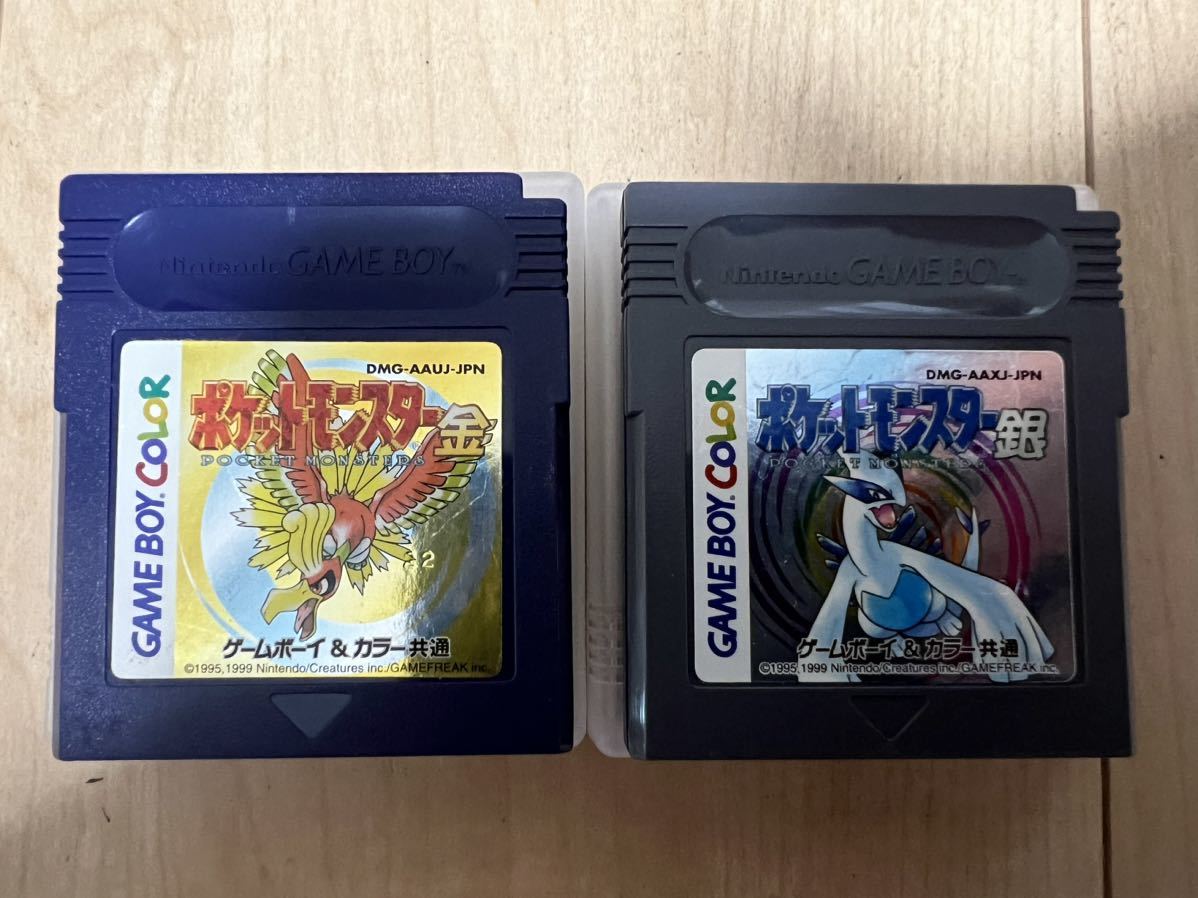 Nintendo GAME BOY™
GAME BOY COLOR
DMG-AAUJ-JPN
ポケットモンスター金
POCKET MONSTERS
22
ゲームボーイ & カラー共通
©1995,1999 Nintendo/Creatures inc./GAMEFREAK inc.
Nintendo GAME BOY™
GAME BOY COLOR
DMG-AAXJ-JPN
ポケットモンスター銀
POCKET MONSTERS
ゲームボーイ & カラー共通
©1995,1999 Nintendo/Creatures inc./GAMEFREAK inc.